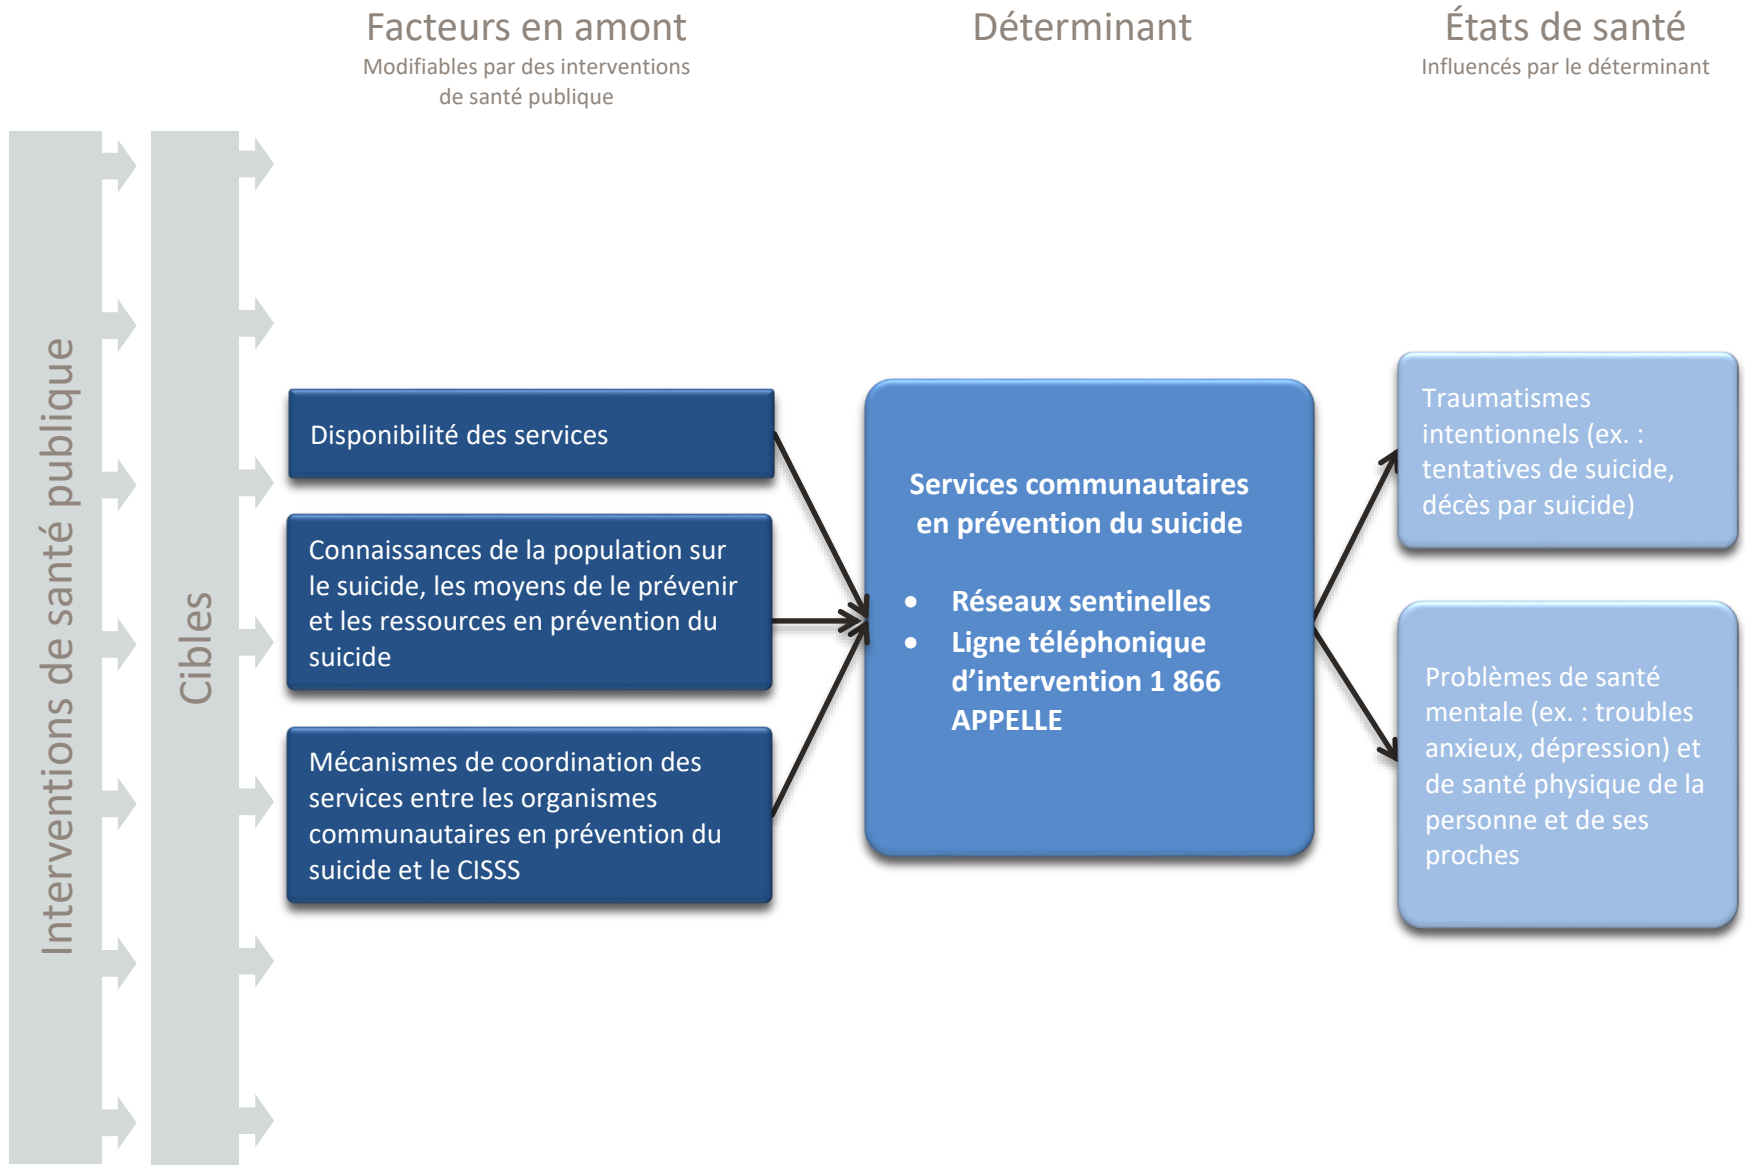 Facteurs en amont
Modifiables par des interventions
de santé publique
Déterminant
États de santé
Influencés par le déterminant
Interventions de santé publique
Cibles
Disponibilité des services
Connaissances de la population sur
le suicide, les moyens de le prévenir
et les ressources en prévention du
suicide
Mécanismes de coordination des
services entre les organismes
communautaires en prévention du
suicide et le CISSS
Services communautaires
en prévention du suicide
• Réseaux sentinelles
• Ligne téléphonique
d’intervention 1 866
APPELLE
Traumatismes
intentionnels (ex. :
tentatives de suicide,
décès par suicide)
Problèmes de santé
mentale (ex. : troubles
anxieux, dépression) et
de santé physique de la
personne et de ses
proches